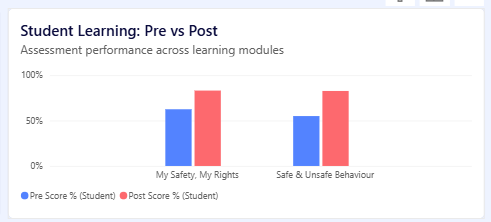 Student Learning: Pre vs Post
Assessment performance across learning modules
100%
50%
0%
My Safety, My Rights
Safe & Unsafe Behaviour
Pre Score % (Student)
Post Score % (Student)